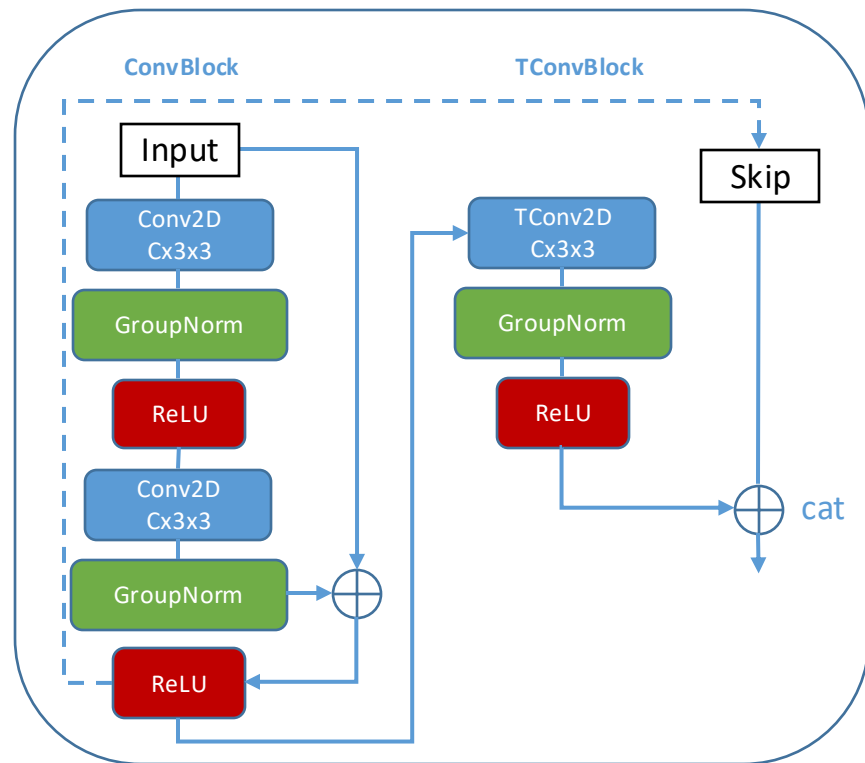 ConvBlock
TConvBlock
Input
Skip
Conv2D
Cx3x3
GroupNorm
ReLU
Conv2D
Cx3x3
GroupNorm
ReLU
TConv2D
Cx3x3
GroupNorm
ReLU
cat